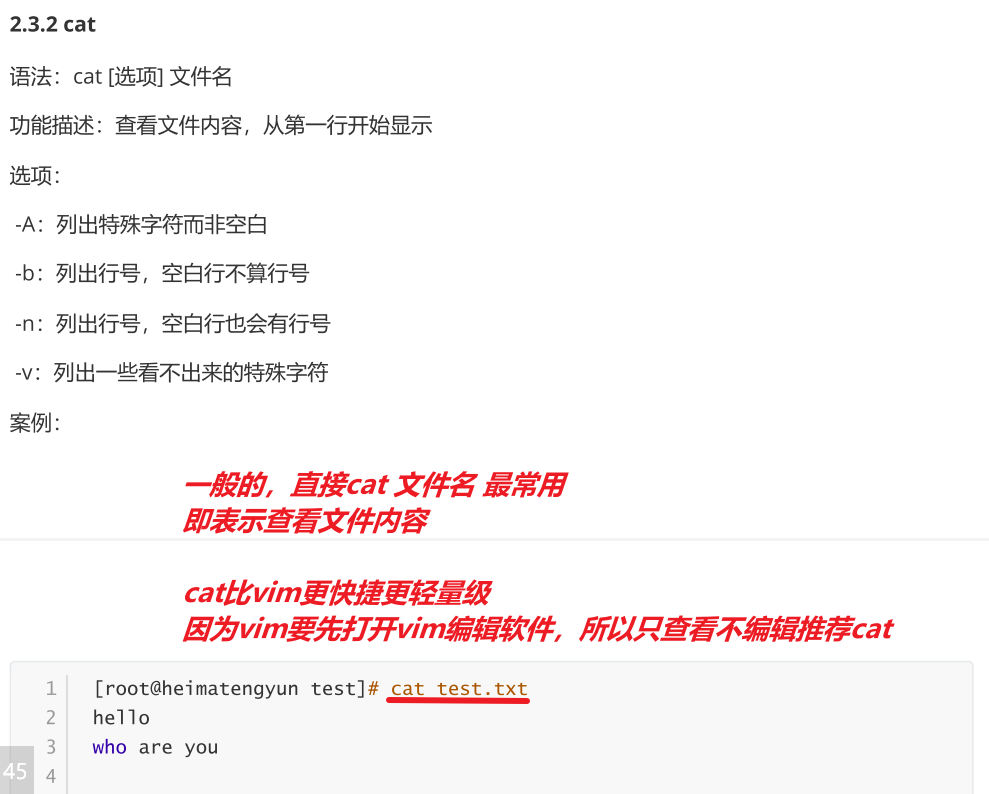 2.3.2 cat
语法：cat [选项] 文件名
功能描述：查看文件内容，从第一行开始显示
选项：
-A：列出特殊字符而非空白
-b：列出行号，空白行不算行号
-n：列出行号，空白行也会有行号
-v：列出一些看不出来的特殊字符
案例：
一般的，直接cat 文件名 最常用
即表示查看文件内容
cat比vim更快捷更轻量级
因为vim要先打开vim编辑软件，所以只查看不编辑推荐cat
1 [root@heimatengyun test]# cat test.txt
2 hello
3 who are you
4
45